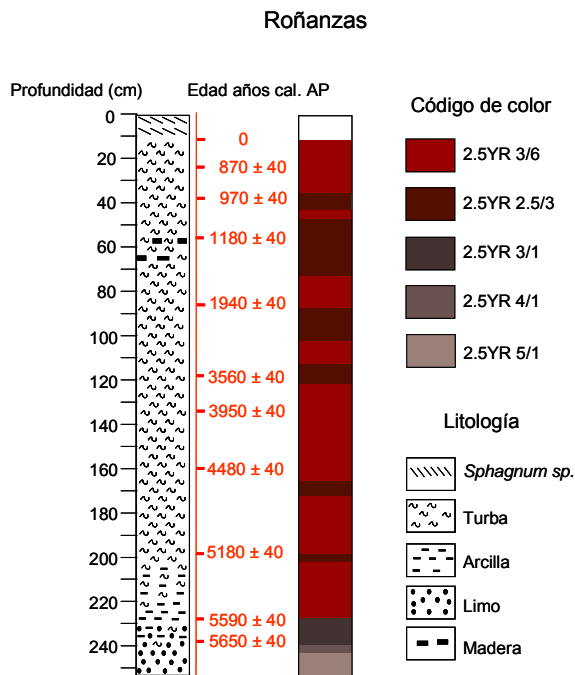 Roñanzas
Profundidad (cm)
Edad años cal. AP
Código de color
0
20
40
60
80
100
120
140
160
180
200
220
240
0
870 ± 40
970 ± 40
1180 ± 40
1940 ± 40
3560 ± 40
3950 ± 40
4480 ± 40
5180 ± 40
5590 ± 40
5650 ± 40
2.5YR 3/6
2.5YR 2.5/3
2.5YR 3/1
2.5YR 4/1
2.5YR 5/1
Litología
Sphagnum sp.
Turba
Arcilla
Limo
Madera